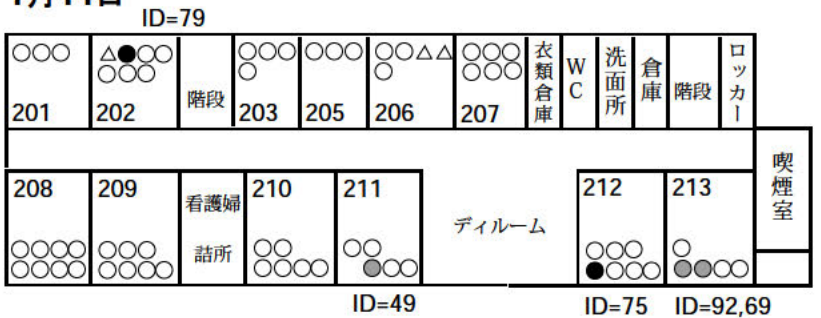 ID=79
201
202
階段
203
205
206
207
衣類倉庫
WC
洗面所
倉庫
階段
ロッカー
喫煙室
208
209
看護婦
詰所
210
211
ディルーム
212
213
ID=49
ID=75
ID=92,69